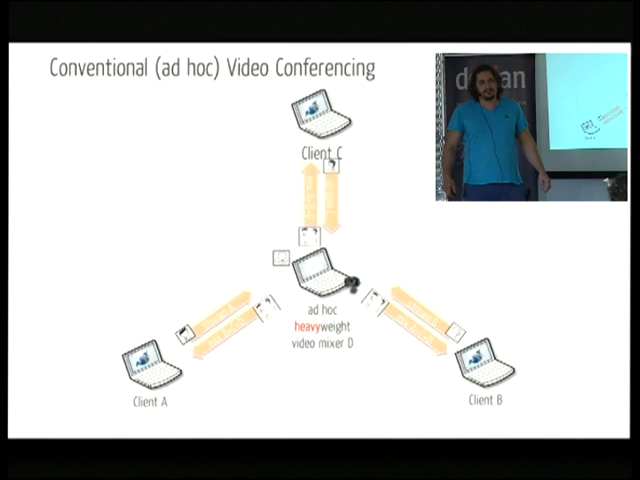 Conventional (ad hoc) Video Conferencing
Client C
ad hoc
heavyweight
video mixer D
Client A
Client B